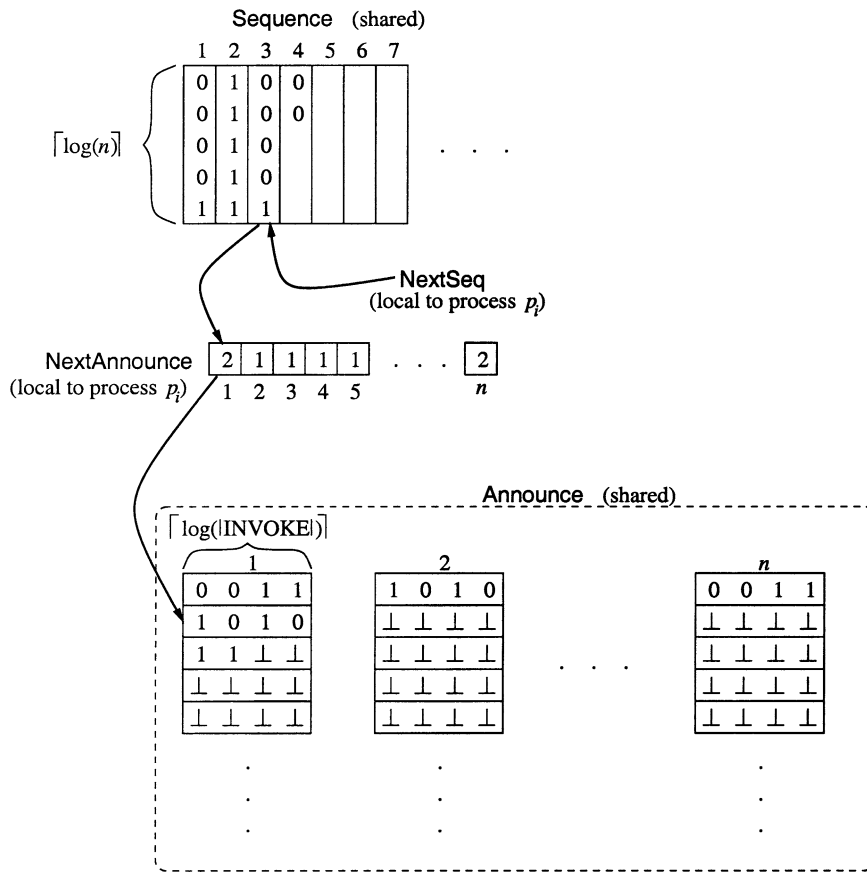 Sequence (shared)
1 2 3 4 5 6 7
0 1 0 0
0 1 0 0
⌈log(n)⌉
0 1 0
. . .
0 1 0
1 1 1
NextSeq
(local to process pᵢ)
NextAnnounce
2 1 1 1 1 . . . 2
(local to process pᵢ)
1 2 3 4 5 n
Announce (shared)
⌈log(|INVOKE|)⌉
1 2 n
0 0 1 1 1 0 1 0 0 0 1 1
1 0 1 0 ⊥ ⊥ ⊥ ⊥ ⊥ ⊥ ⊥ ⊥
1 1 ⊥ ⊥ ⊥ ⊥ ⊥ ⊥ . . . ⊥ ⊥ ⊥ ⊥
⊥ ⊥ ⊥ ⊥ ⊥ ⊥ ⊥ ⊥ ⊥ ⊥ ⊥ ⊥
⊥ ⊥ ⊥ ⊥ ⊥ ⊥ ⊥ ⊥ ⊥ ⊥ ⊥ ⊥
. . .
. . .
. . .